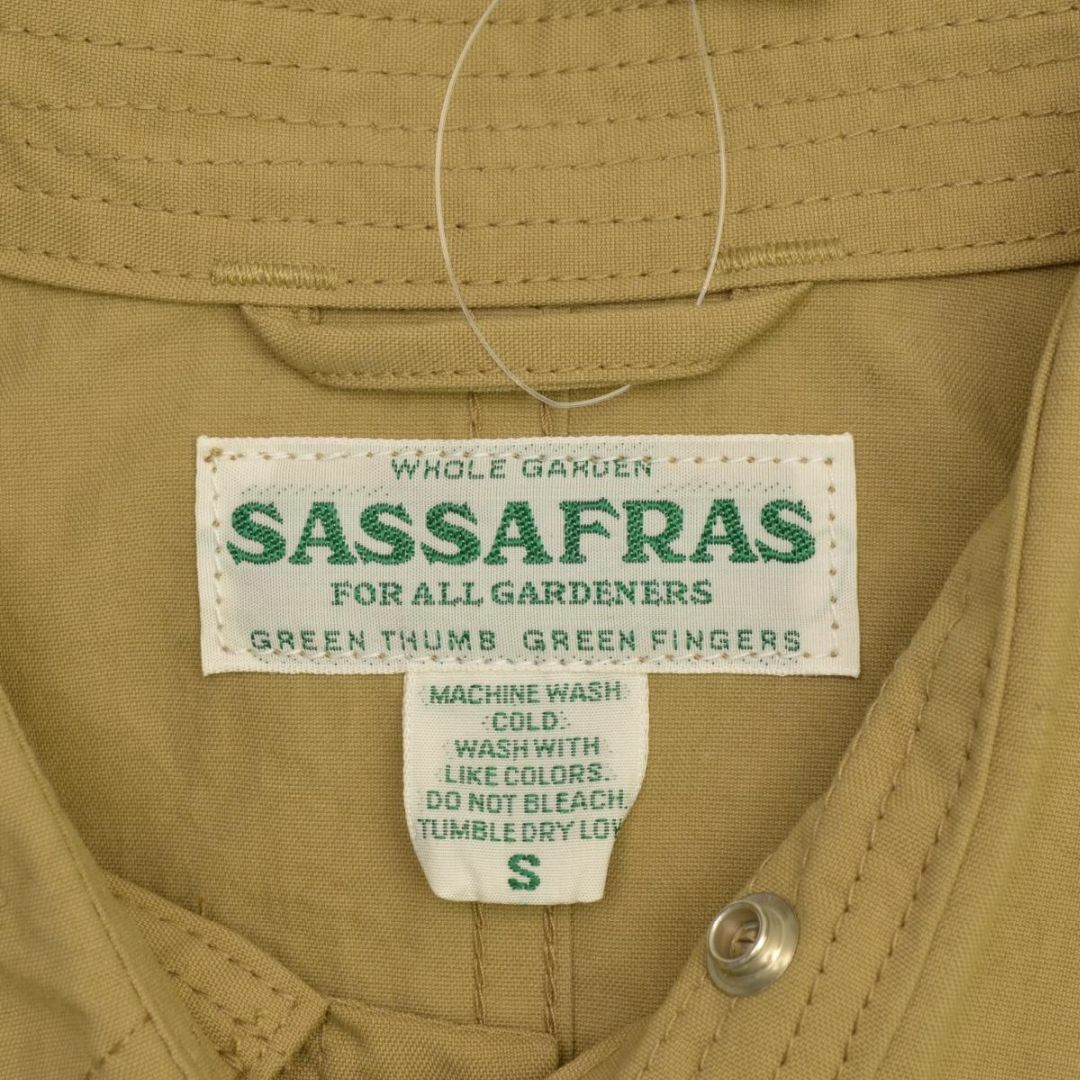 WHOLE GARDEN
SASSAFRAS
FOR ALL GARDENERS
GREEN THUMB GREEN FINGERS
MACHINE WASH
COLD.
WASH WITH
LIKE COLORS.
DO NOT BLEACH.
TUMBLE DRY LOW
S